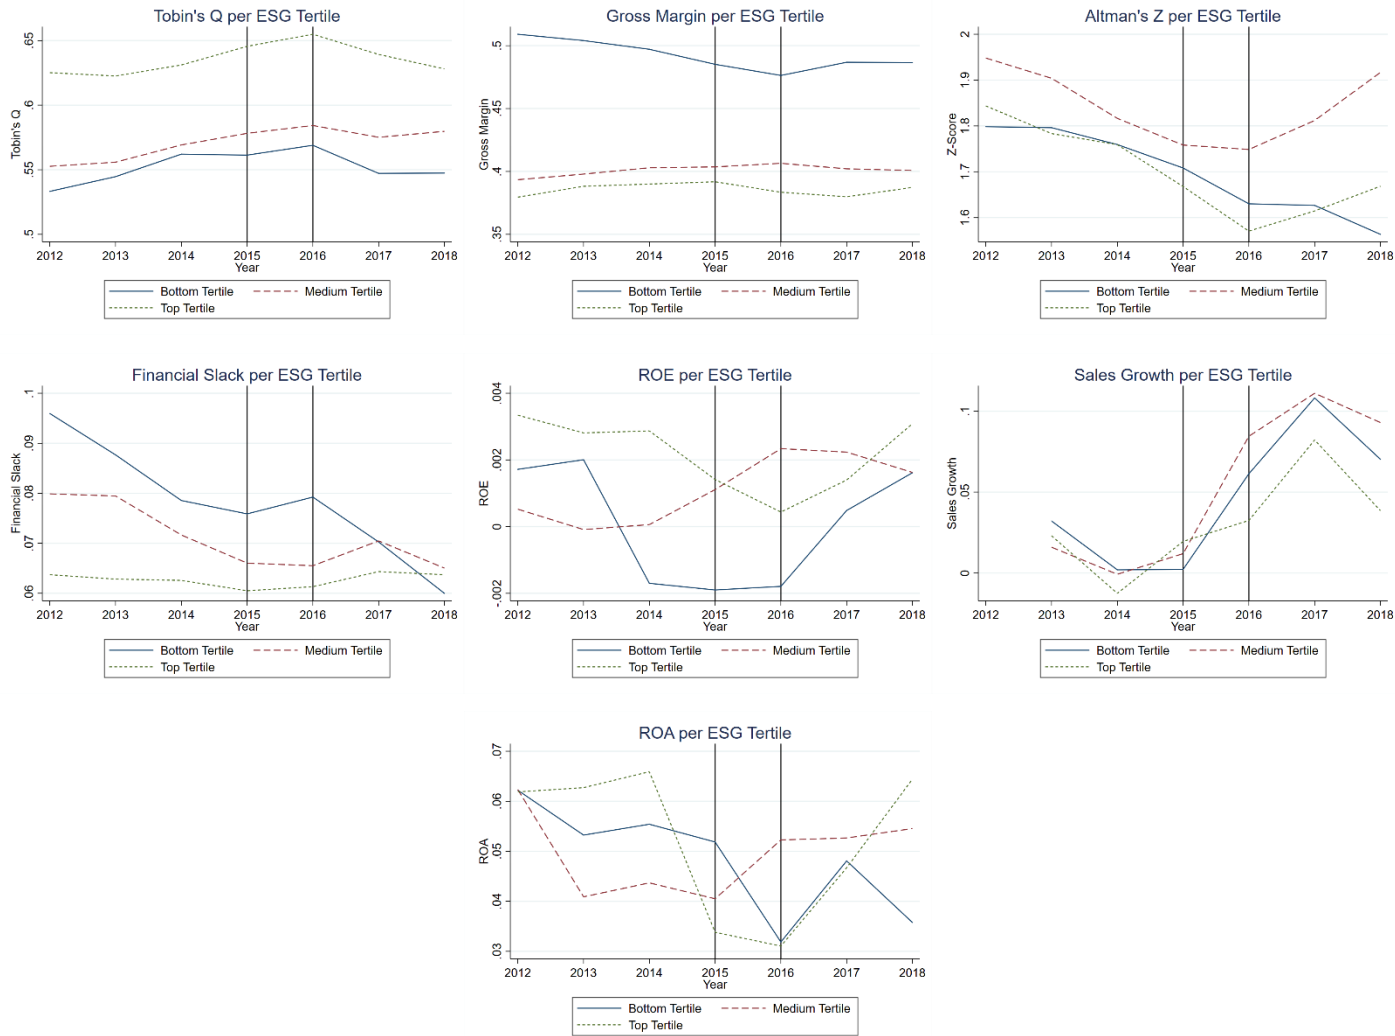 Tobin's Q per ESG Tertile
Tobin's Q
.65
.6
.55
.5
2012 2013 2014 2015 2016 2017 2018
Year
Bottom Tertile Medium Tertile
Top Tertile
Gross Margin per ESG Tertile
Gross Margin
.5
.45
.4
.35
2012 2013 2014 2015 2016 2017 2018
Year
Bottom Tertile Medium Tertile
Top Tertile
Altman's Z per ESG Tertile
Z-Score
2
1.9
1.8
1.7
1.6
2012 2013 2014 2015 2016 2017 2018
Year
Bottom Tertile Medium Tertile
Top Tertile
Financial Slack per ESG Tertile
Financial Slack
.1
.09
.08
.07
.06
2012 2013 2014 2015 2016 2017 2018
Year
Bottom Tertile Medium Tertile
Top Tertile
ROE per ESG Tertile
ROE
.004
.002
0
-.002
2012 2013 2014 2015 2016 2017 2018
Year
Bottom Tertile Medium Tertile
Top Tertile
Sales Growth per ESG Tertile
Sales Growth
.1
.05
0
2012 2013 2014 2015 2016 2017 2018
Year
Bottom Tertile Medium Tertile
Top Tertile
ROA per ESG Tertile
ROA
.07
.06
.05
.04
.03
2012 2013 2014 2015 2016 2017 2018
Year
Bottom Tertile Medium Tertile
Top Tertile